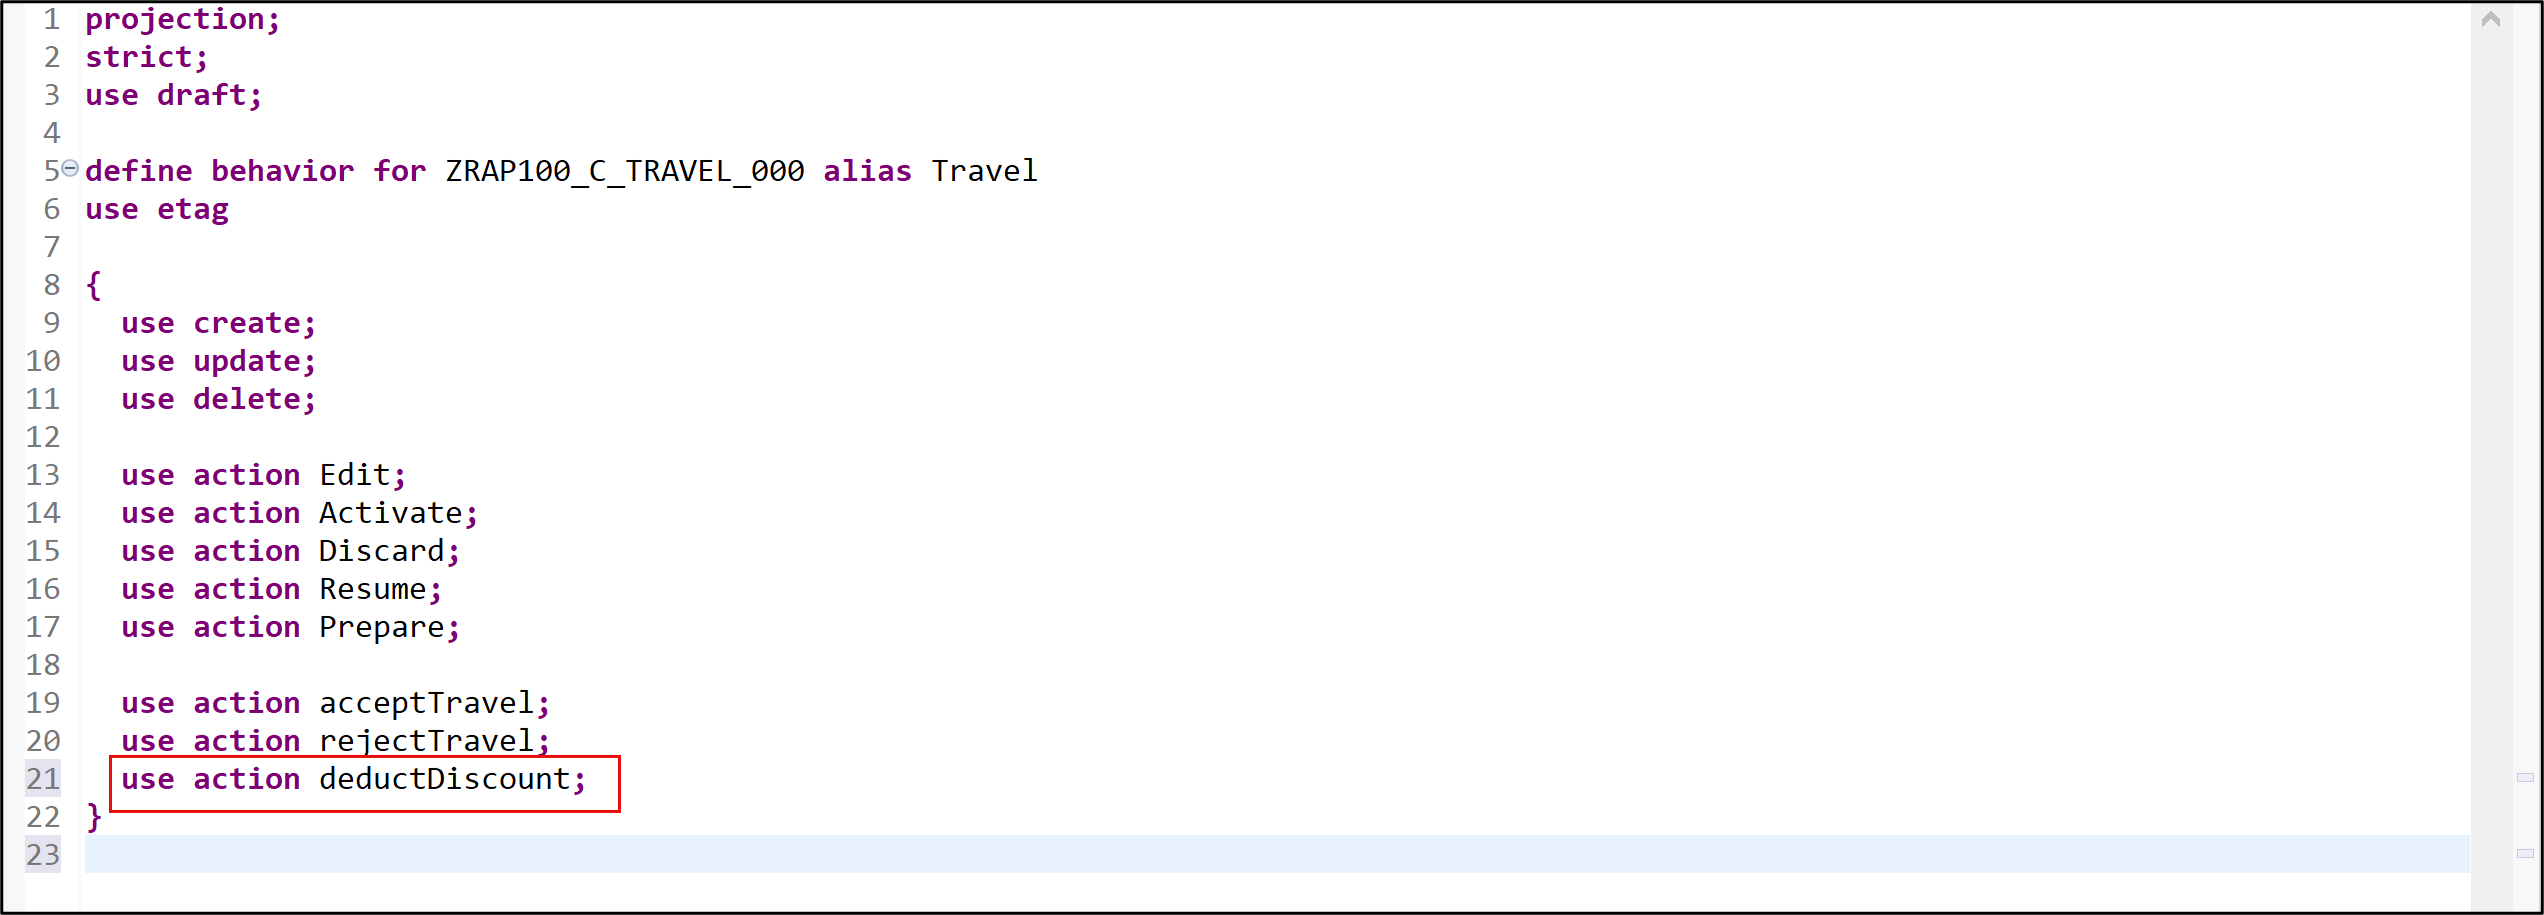 1 projection;
2 strict;
3 use draft;
4
5 define behavior for ZRAP100_C_TRAVEL_000 alias Travel
6 use etag
7
8 {
9   use create;
10   use update;
11   use delete;
12
13   use action Edit;
14   use action Activate;
15   use action Discard;
16   use action Resume;
17   use action Prepare;
18
19   use action acceptTravel;
20   use action rejectTravel;
21   use action deductDiscount;
22 }
23